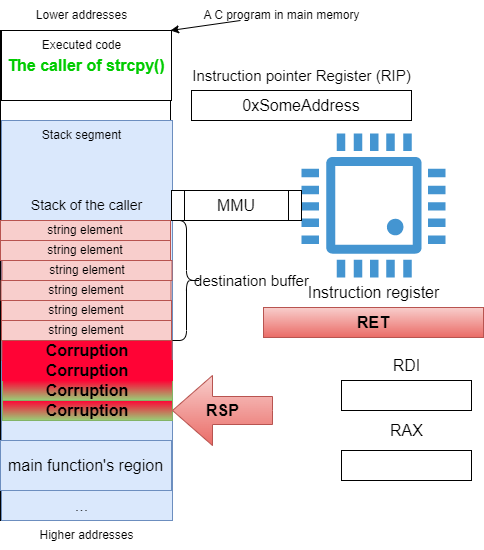 Lower addresses
A C program in main memory
Executed code
The caller of strcpy()
Instruction pointer Register (RIP)
0xSomeAddress
Stack segment
Stack of the caller
MMU
string element
string element
string element
string element
string element
string element
destination buffer
Instruction register
RET
Corruption
Corruption
Corruption
Corruption
RSP
RDI
RAX
main function's region
...
Higher addresses